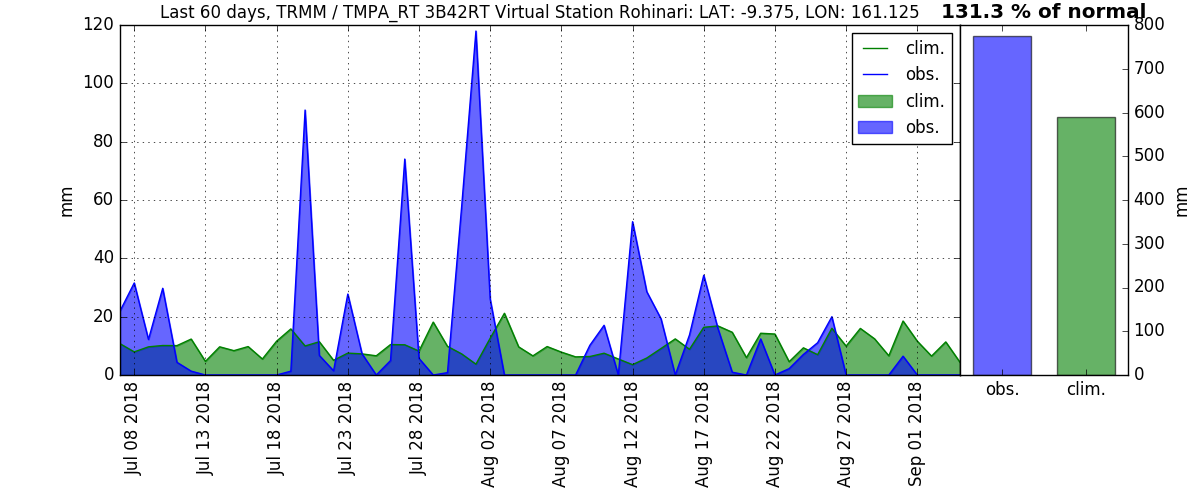 Last 60 days, TRMM / TMPA_RT 3B42RT Virtual Station Rohinari: LAT: -9.375, LON: 161.125
131.3 % of normal
120
100
80
60
40
20
0
mm
clim.
obs.
clim.
obs.
800
700
600
500
400
300
200
100
0
mm
Jul 08 2018
Jul 13 2018
Jul 18 2018
Jul 23 2018
Jul 28 2018
Aug 02 2018
Aug 07 2018
Aug 12 2018
Aug 17 2018
Aug 22 2018
Aug 27 2018
Sep 01 2018
obs.
clim.